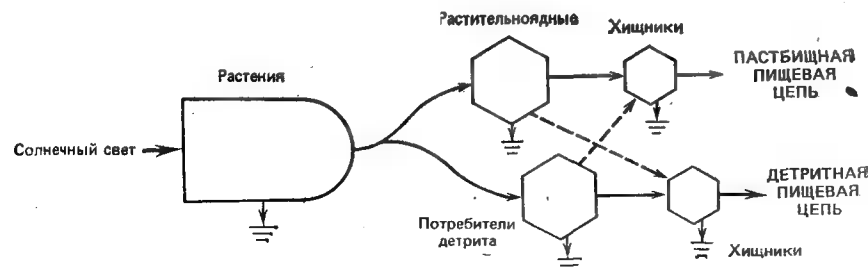 Растительноядные
Хищники
Растения
ПАСТБИЩНАЯ
ПИЩЕВАЯ
ЦЕПЬ
Солнечный свет
ДЕТРИТНАЯ
ПИЩЕВАЯ
ЦЕПЬ
Потребители
детрита
Хищники